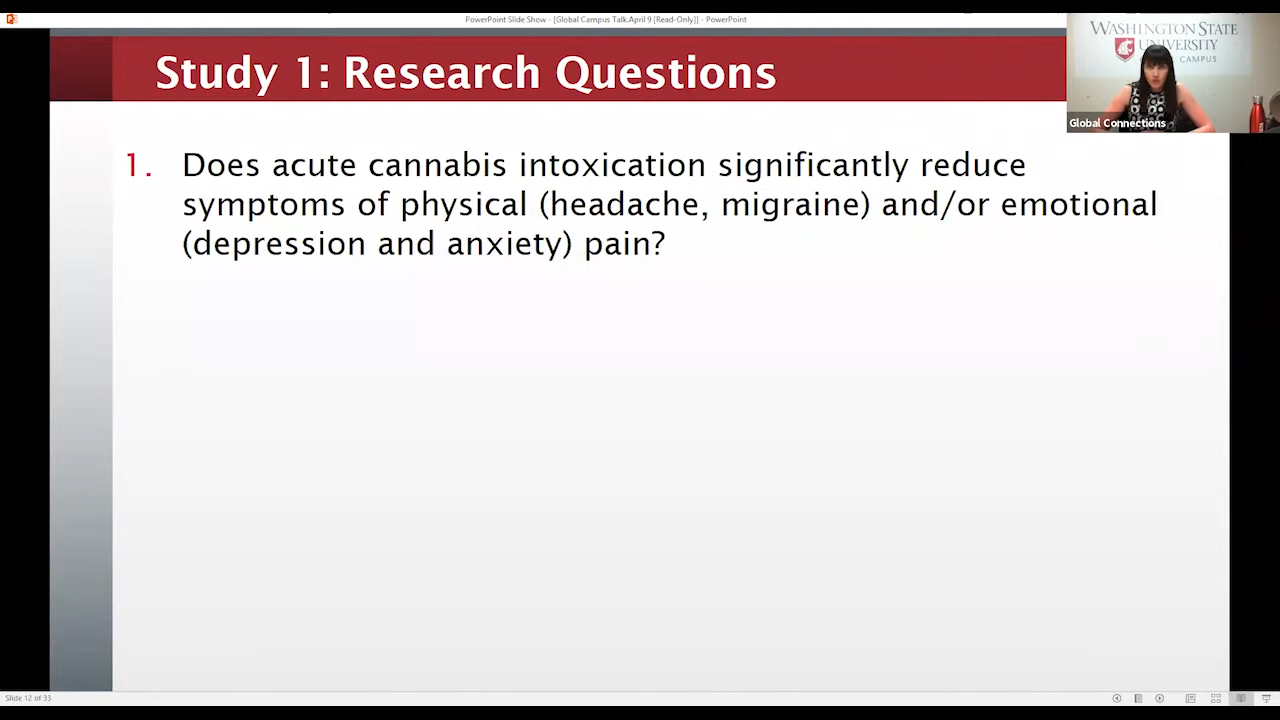 PowerPoint Slide Show - [Global Campus Talk.April 9 [Read-Only]] - PowerPoint
Study 1: Research Questions
WASHINGTON STATE
UNIVERSITY
CAMPUS
Global Connections
1. Does acute cannabis intoxication significantly reduce
symptoms of physical (headache, migraine) and/or emotional
(depression and anxiety) pain?
Slide 12 of 33